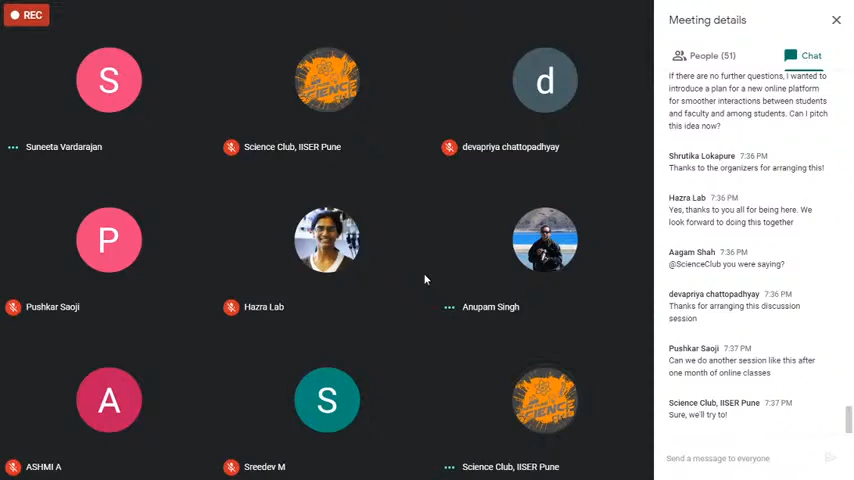 REC
Meeting details
People (51)
Chat
S
SCIENCE
d
Suneeta Vardarajan
Science Club, IISER Pune
devapriya chattopadhyay
P
Pushkar Saoji
Hazra Lab
Anupam Singh
A
S
SCIENCE
ASHMI A
Sreedev M
Science Club, IISER Pune
If there are no further questions, I wanted to
introduce a plan for a new online platform
for smoother interactions between students
and faculty and among students. Can I pitch
this idea now?
Shrutika Lokapure 7:36 PM
Thanks to the organizers for arranging this!
Hazra Lab 7:36 PM
Yes, thanks to you all for being here. We
look forward to doing this together
Aagam Shah 7:36 PM
@ScienceClub you were saying?
devapriya chattopadhyay 7:36 PM
Thanks for arranging this discussion
session
Pushkar Saoji 7:37 PM
Can we do another session like this after
one month of online classes
Science Club, IISER Pune 7:37 PM
Sure, we'll try to!
Send a message to everyone